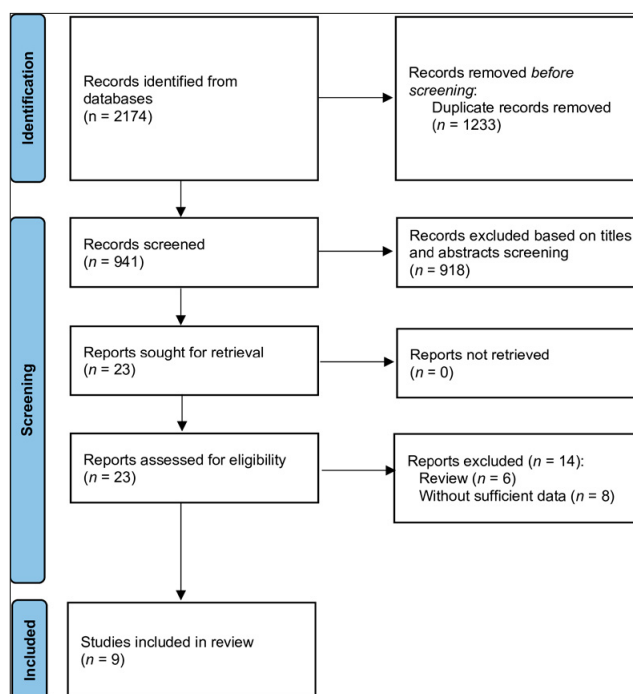 Identification
Records identified from
databases
(n = 2174)
Records removed before
screening:
Duplicate records removed
(n = 1233)
Screening
Records screened
(n = 941)
Records excluded based on titles
and abstracts screening
(n = 918)
Reports sought for retrieval
(n = 23)
Reports not retrieved
(n = 0)
Reports assessed for eligibility
(n = 23)
Reports excluded (n = 14):
Review (n = 6)
Without sufficient data (n = 8)
Included
Studies included in review
(n = 9)